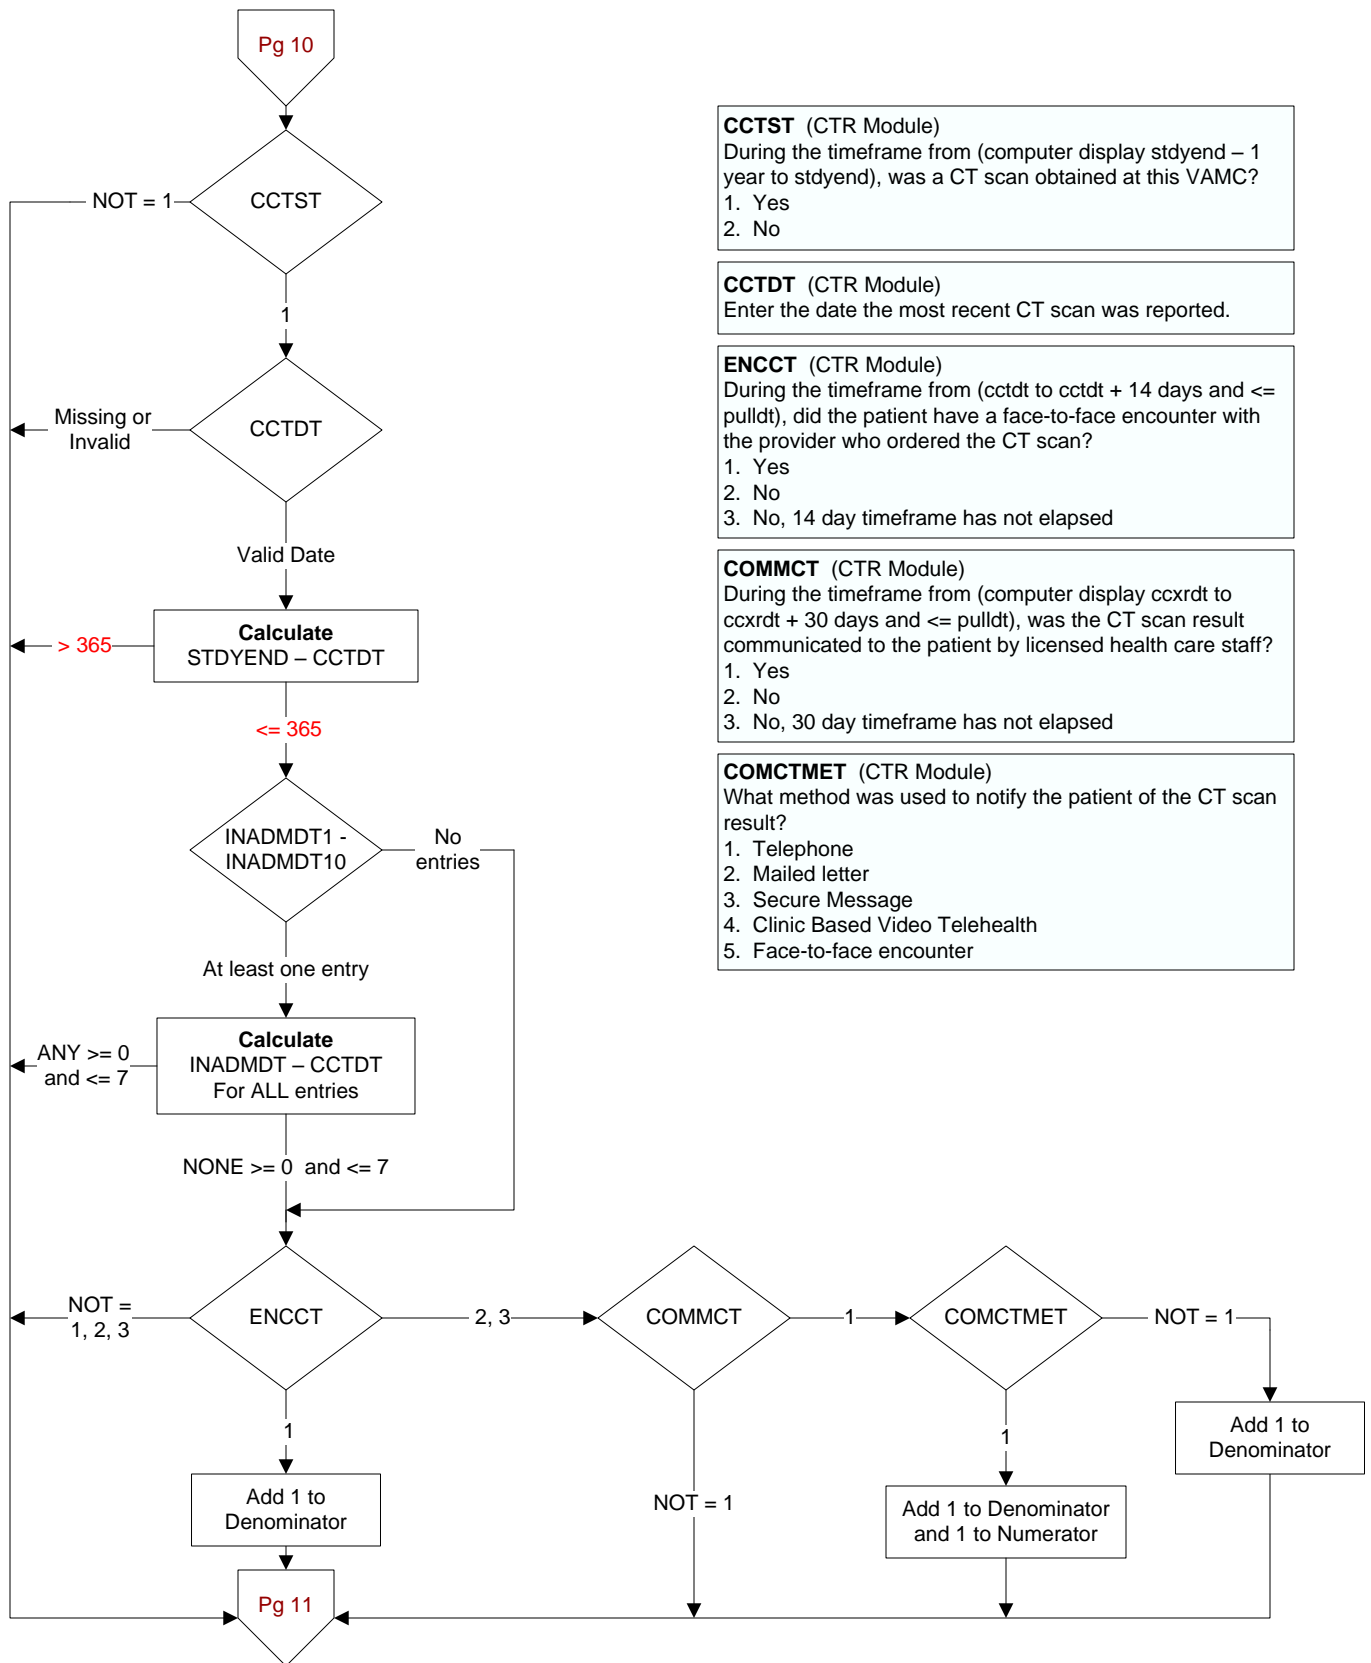 Pg 10
CCTST
NOT = 1
1
CCTDT
Missing or
Invalid
Valid Date
Calculate
STDYEND – CCTDT
> 365
<= 365
INADMDT1 -
INADMDT10
No
entries
At least one entry
Calculate
INADMDT – CCTDT
For ALL entries
ANY >= 0
and <= 7
NONE >= 0 and <= 7
ENCCT
NOT =
1, 2, 3
2, 3
COMMCT
1
COMCTMET
NOT = 1
Add 1 to
Denominator
1
Add 1 to
Denominator
NOT = 1
1
Add 1 to Denominator
and 1 to Numerator
Pg 11
CCTST (CTR Module)
During the timeframe from (computer display stdyend – 1
year to stdyend), was a CT scan obtained at this VAMC?
1. Yes
2. No
CCTDT (CTR Module)
Enter the date the most recent CT scan was reported.
ENCCT (CTR Module)
During the timeframe from (cctdt to cctdt + 14 days and <=
pulldt), did the patient have a face-to-face encounter with
the provider who ordered the CT scan?
1. Yes
2. No
3. No, 14 day timeframe has not elapsed
COMMCT (CTR Module)
During the timeframe from (computer display ccxrdt to
ccxrdt + 30 days and <= pulldt), was the CT scan result
communicated to the patient by licensed health care staff?
1. Yes
2. No
3. No, 30 day timeframe has not elapsed
COMCTMET (CTR Module)
What method was used to notify the patient of the CT scan
result?
1. Telephone
2. Mailed letter
3. Secure Message
4. Clinic Based Video Telehealth
5. Face-to-face encounter